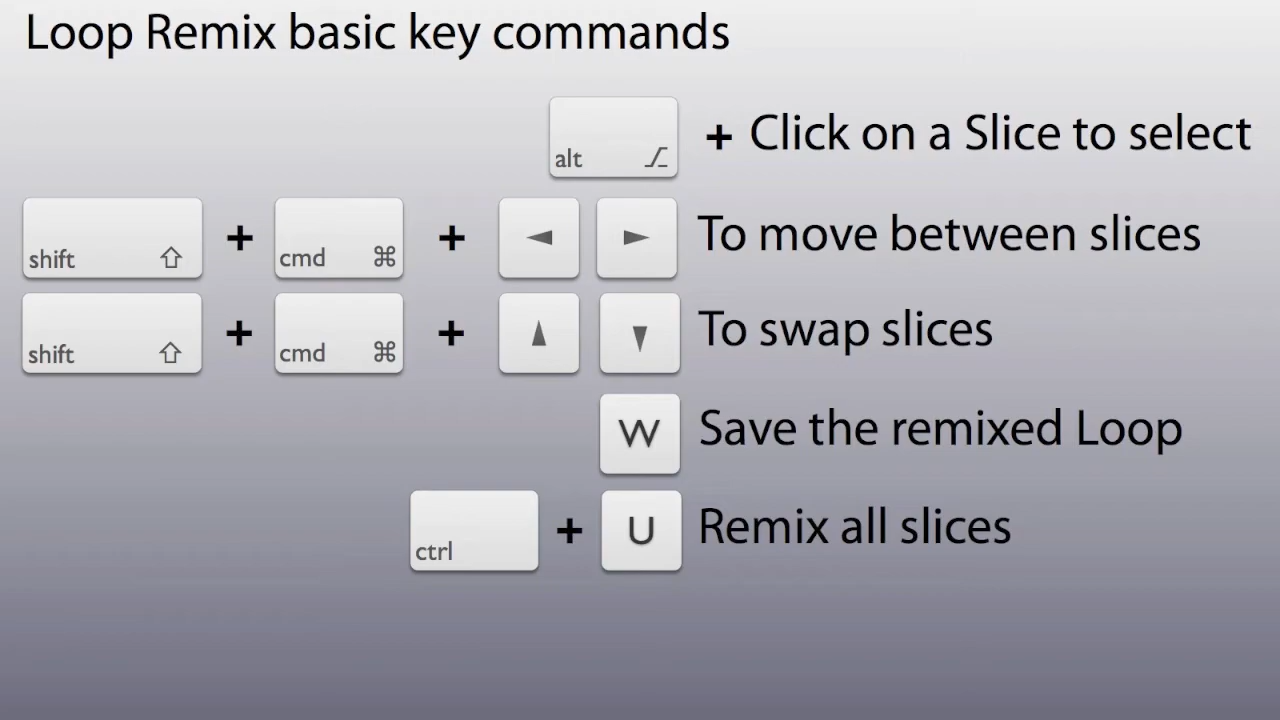 Loop Remix basic key commands
alt ⌥ + Click on a Slice to select
shift ⇧ + cmd ⌘ + ◄ ► To move between slices
shift ⇧ + cmd ⌘ + ▲ ▼ To swap slices
W Save the remixed Loop
ctrl + U Remix all slices